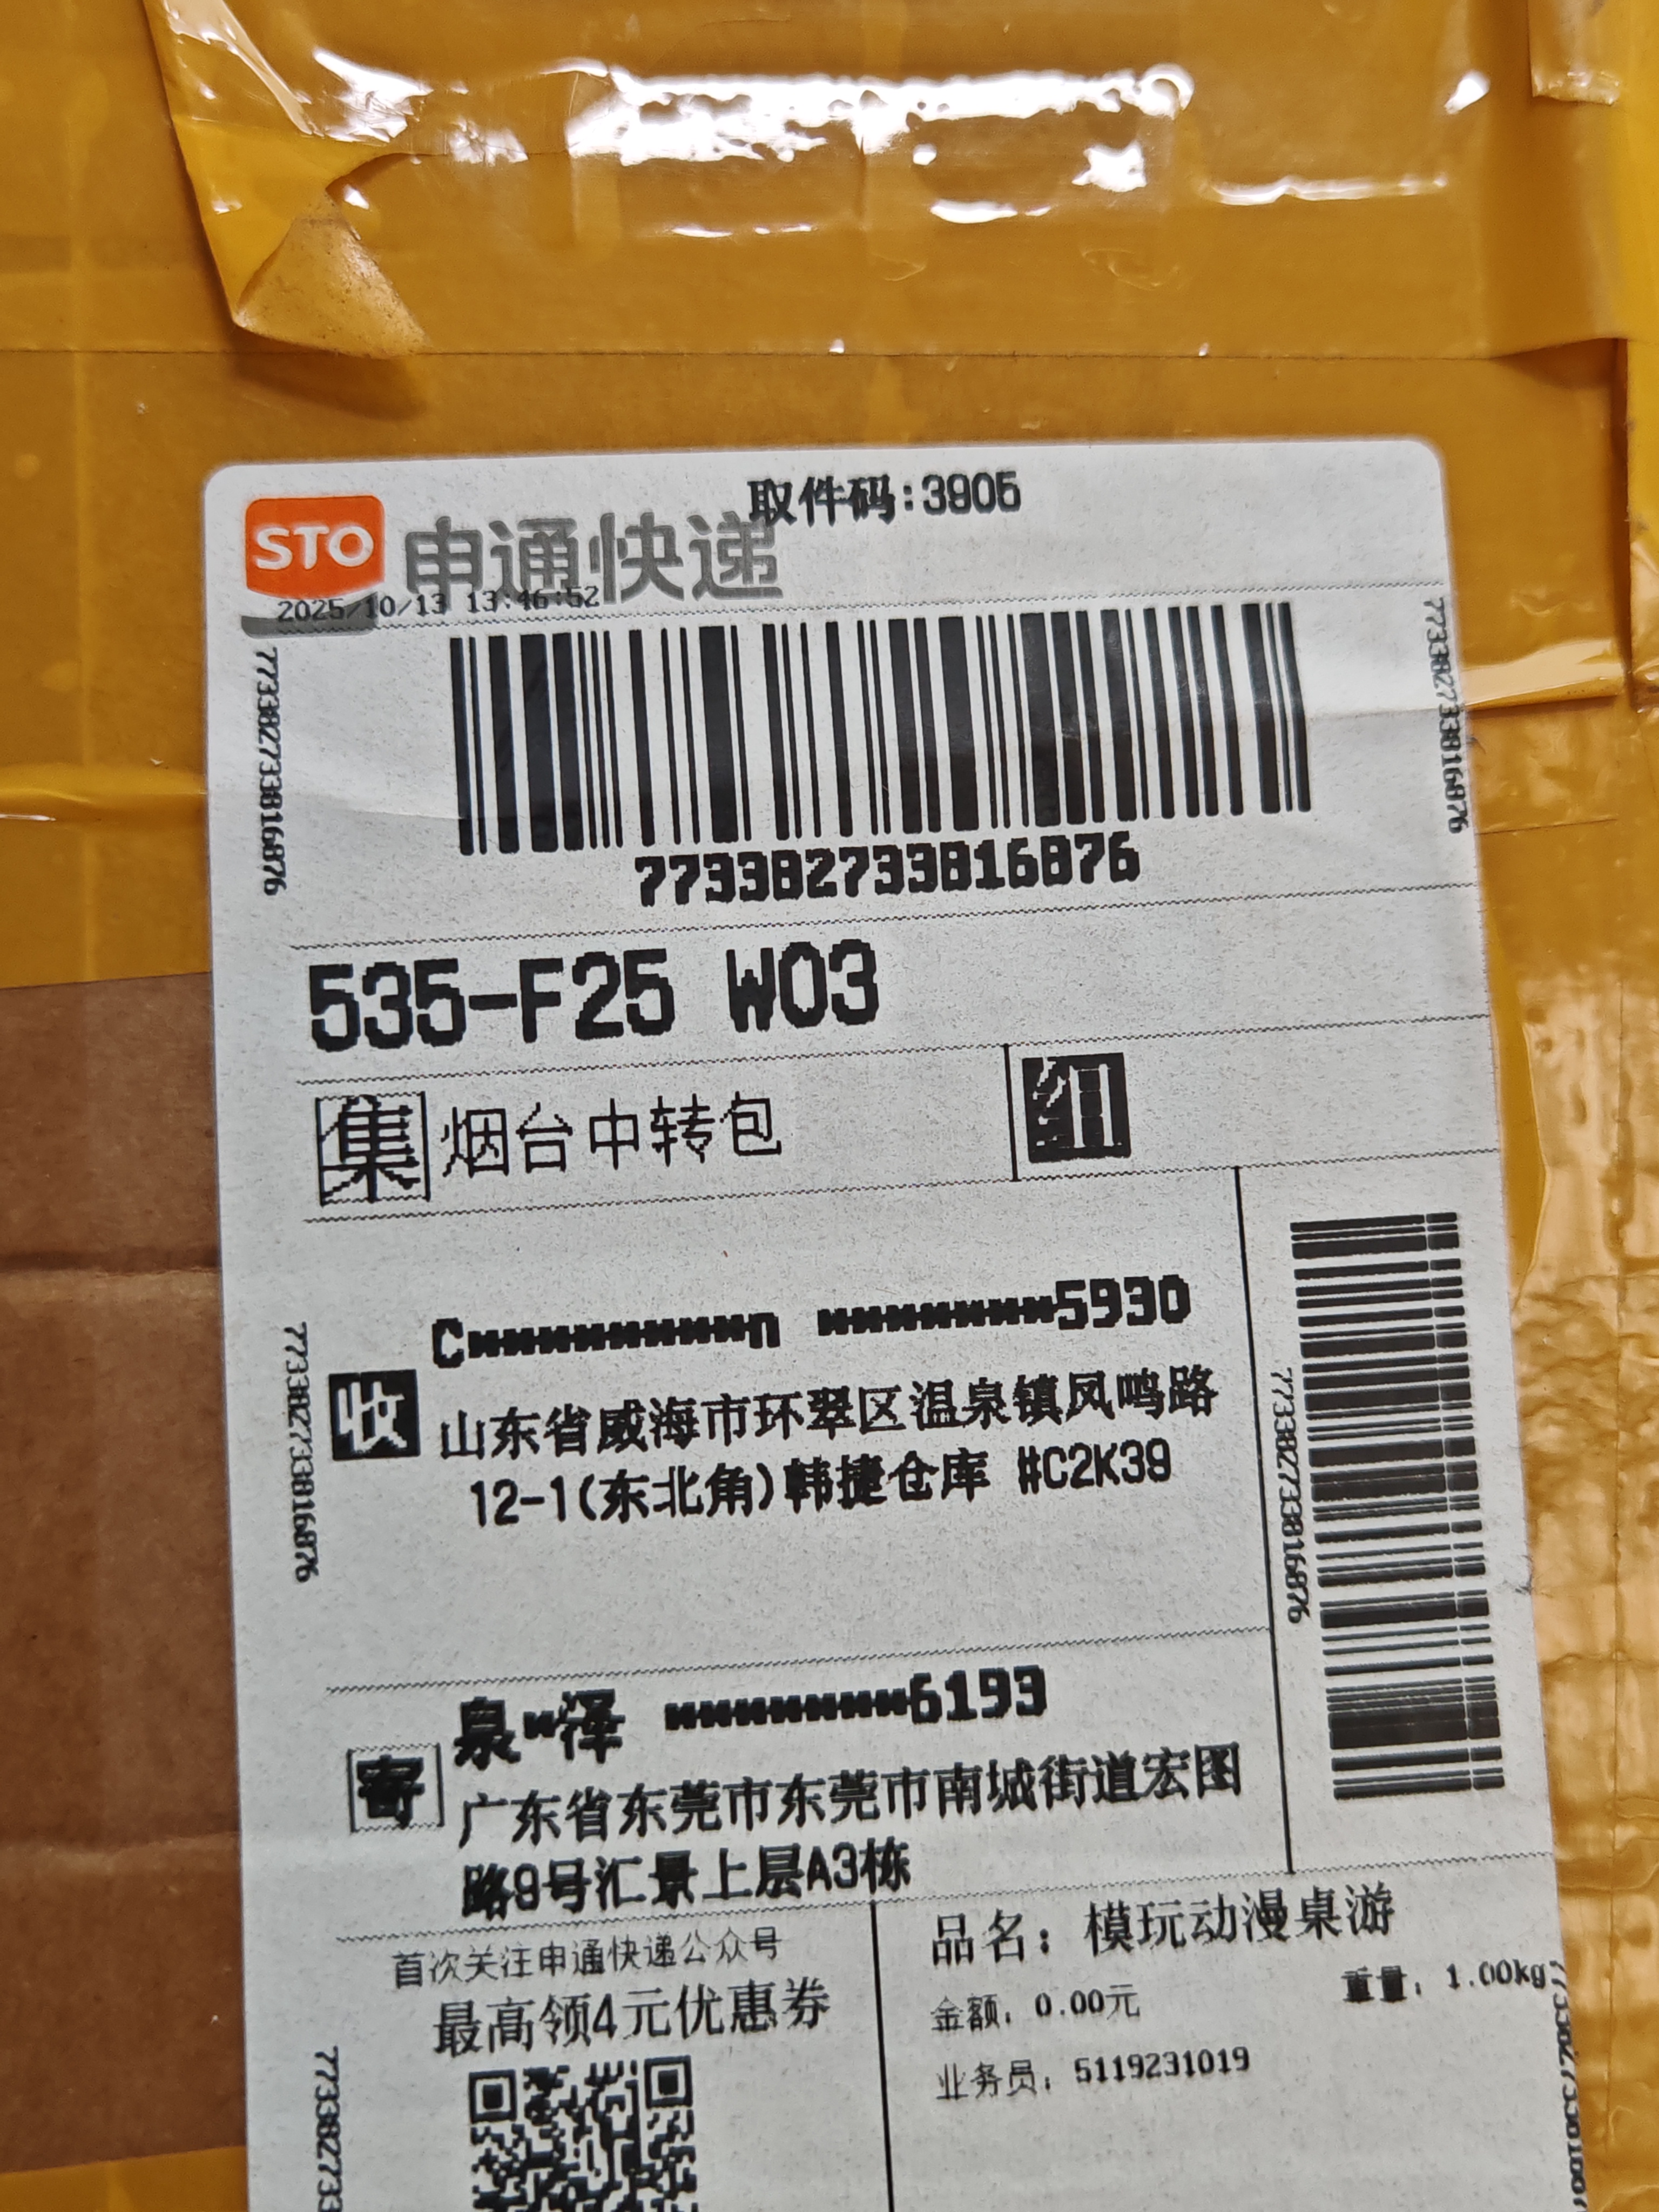 取件码:3905
STO 申通快递
2025/10/13 13:46:52
773382733816876
773382733816876
773382733816876
535-F25 W03
集 烟台中转包
C**********n ********5930
收 山东省威海市环翠区温泉镇凤鸣路
12-1(东北角)韩捷仓库 #C2K39
773382733816876
773382733816876
泉*泽 ********6193
寄 广东省东莞市东莞市南城街道宏图
路9号汇景上层A3栋
首次关注申通快递公众号
最高领4元优惠券
品名: 模玩动漫桌游
金额: 0.00元
重量: 1.00kg
业务员: 5119231019